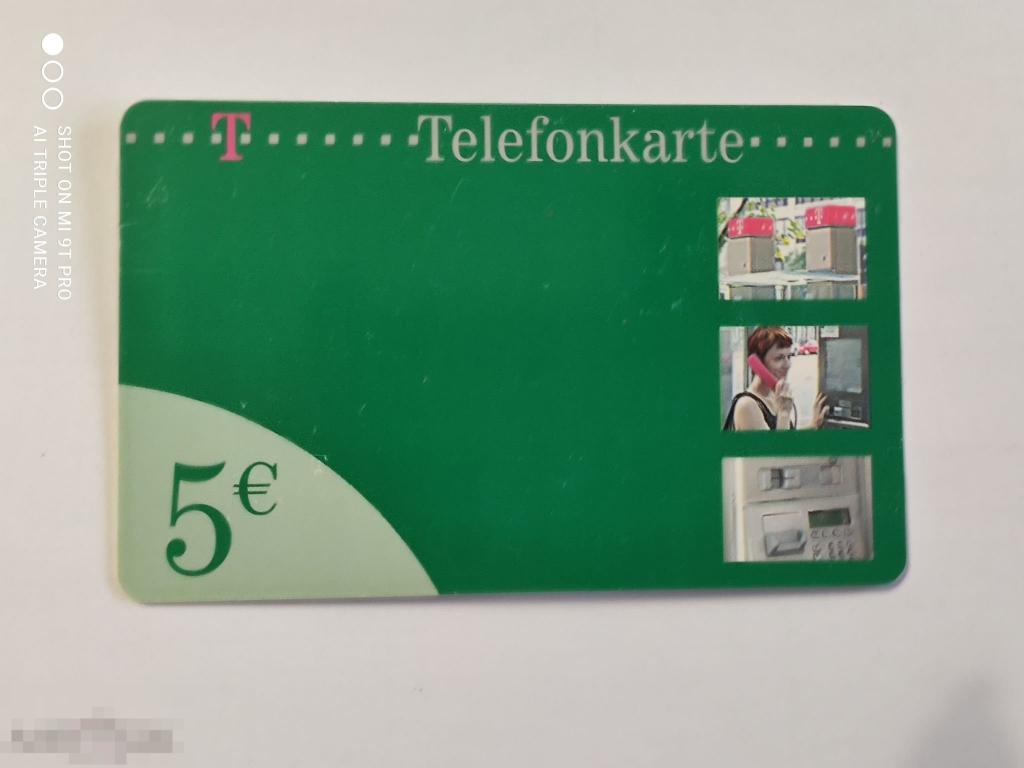 T Telefonkarte
5€
SHOT ON MI 9T PRO
AI TRIPLE CAMERA